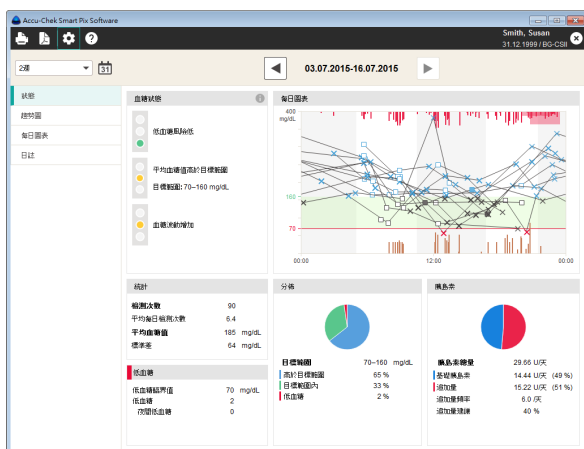 Accu-Chek Smart Pix Software
Smith, Susan
31.12.1999 / BG-CSII
2週
31
03.07.2015-16.07.2015
狀態
趨勢圖
每日圖表
日誌
血糖狀態
低血糖風險低
平均血糖值高於目標範圍
目標範圍: 70–160 mg/dL
血糖波動增加
每日圖表
400
mg/dL
160
70
00:00
12:00
00:00
統計
檢測次數 90
平均每日檢測次數 6.4
平均血糖值 185 mg/dL
標準差 64 mg/dL
低血糖
低血糖臨界值 70 mg/dL
低血糖 2
夜間低血糖 0
分佈
目標範圍 70–160 mg/dL
高於目標範圍 65 %
目標範圍內 33 %
低血糖 2 %
胰島素
胰島素總量 29.66 U/天
基礎胰島素 14.44 U/天 (49 %)
追加量 15.22 U/天 (51 %)
追加量頻率 6.0 /天
追加量建議 40 %